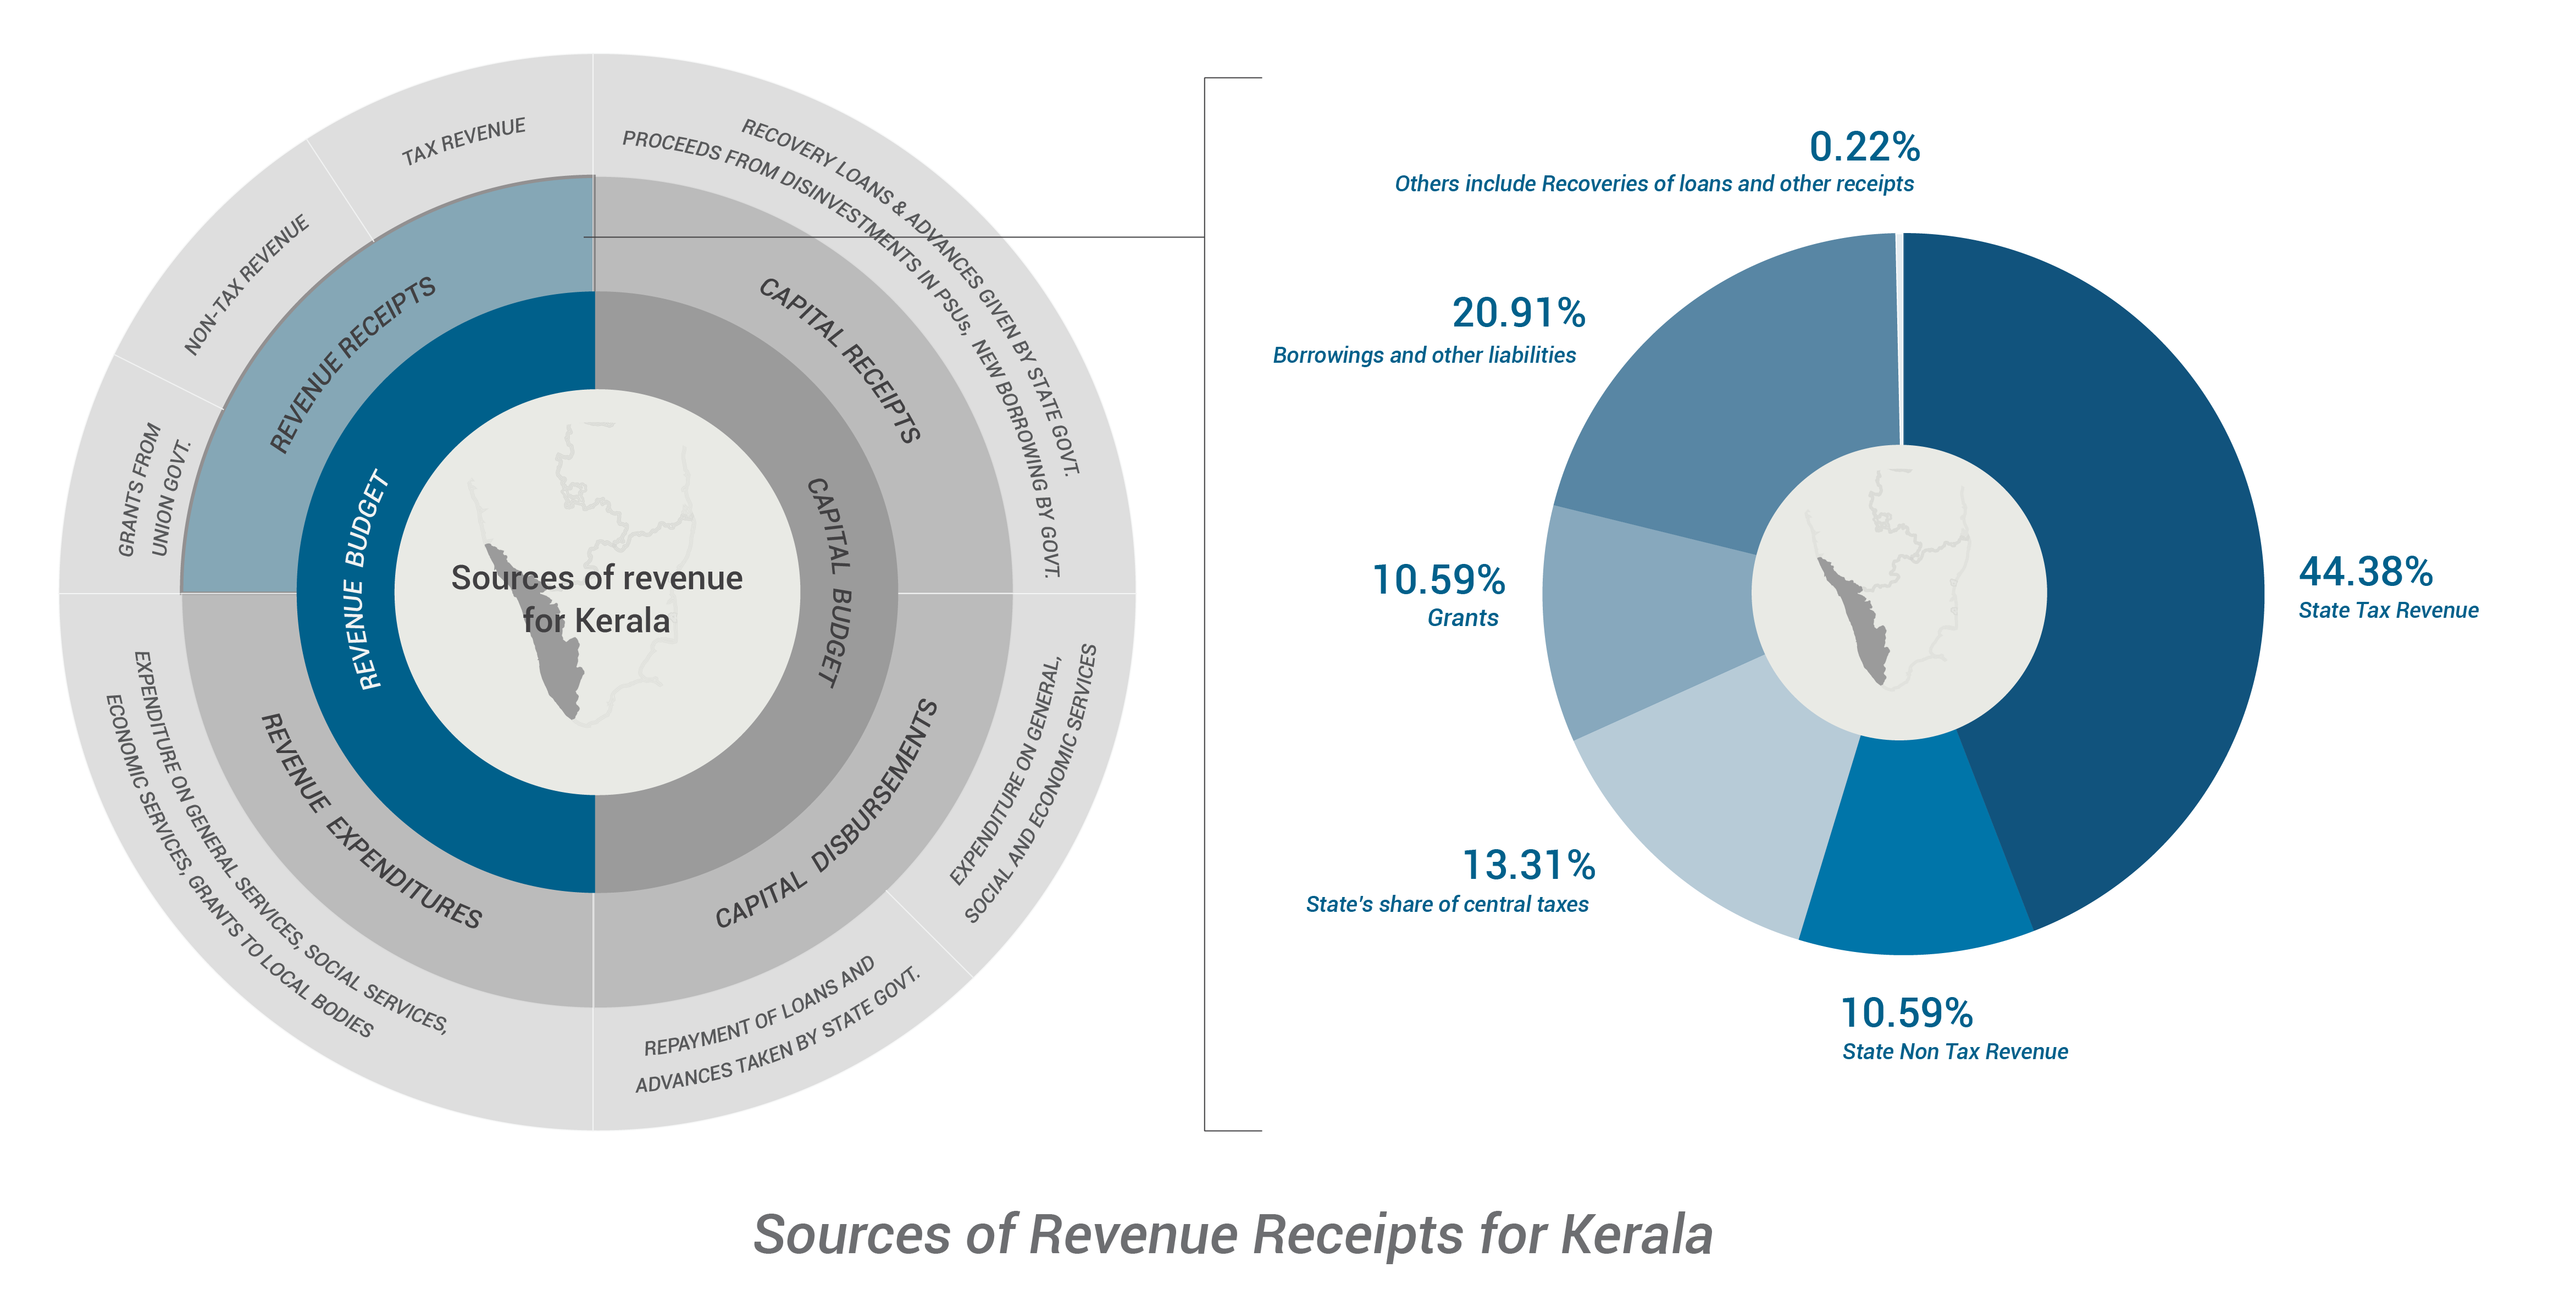 TAX REVENUE
NON-TAX REVENUE
GRANTS FROM
UNION GOVT.
RECOVERY LOANS & ADVANCES GIVEN BY STATE GOVT.
PROCEEDS FROM DISINVESTMENTS IN PSUs, NEW BORROWING BY GOVT.
REVENUE RECEIPTS
CAPITAL RECEIPTS
REVENUE BUDGET
CAPITAL BUDGET
Sources of revenue
for Kerala
REVENUE EXPENDITURES
CAPITAL DISBURSEMENTS
EXPENDITURE ON GENERAL SERVICES, SOCIAL SERVICES,
ECONOMIC SERVICES, GRANTS TO LOCAL BODIES
EXPENDITURE ON GENERAL,
SOCIAL AND ECONOMIC SERVICES
REPAYMENT OF LOANS AND
ADVANCES TAKEN BY STATE GOVT.
0.22%
Others include Recoveries of loans and other receipts
20.91%
Borrowings and other liabilities
10.59%
Grants
44.38%
State Tax Revenue
13.31%
State's share of central taxes
10.59%
State Non Tax Revenue
Sources of Revenue Receipts for Kerala